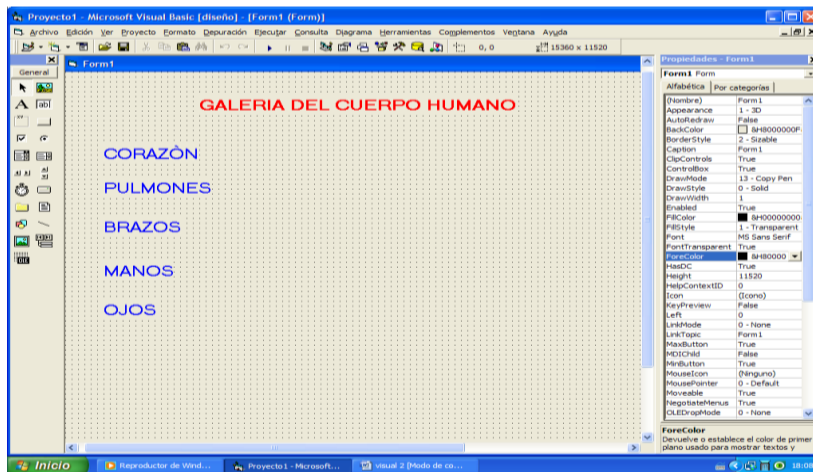 Proyecto1 - Microsoft Visual Basic [diseño] - [Form1 (Form)]
Archivo Edición Ver Proyecto Formato Depuración Ejecutar Consulta Diagrama Herramientas Complementos Ventana Ayuda
0, 0 15360 x 11520
General
Form1
GALERIA DEL CUERPO HUMANO
CORAZÒN
PULMONES
BRAZOS
MANOS
OJOS
Propiedades - Form1
Form1 Form
Alfabética Por categorías
(Nombre) Form1
Appearance 1 - 3D
AutoRedraw False
BackColor &H8000000F
BorderStyle 2 - Sizable
Caption Form1
ClipControls True
ControlBox True
DrawMode 13 - Copy Pen
DrawStyle 0 - Solid
DrawWidth 1
Enabled True
FillColor &H00000000
FillStyle 1 - Transparent
Font MS Sans Serif
FontTransparent True
ForeColor &H80000
HasDC True
Height 11520
HelpContextID 0
Icon (Icono)
KeyPreview False
Left 0
LinkMode 0 - None
LinkTopic Form1
MaxButton True
MDIChild False
MinButton True
MouseIcon (Ninguno)
MousePointer 0 - Default
Moveable True
NegotiateMenus True
OLEDropMode 0 - None
ForeColor
Devuelve o establece el color de primer
plano usado para mostrar textos y
Inicio Reproductor de Wind... Proyecto1 - Microsoft... visual 2 [Modo de co... 18:08